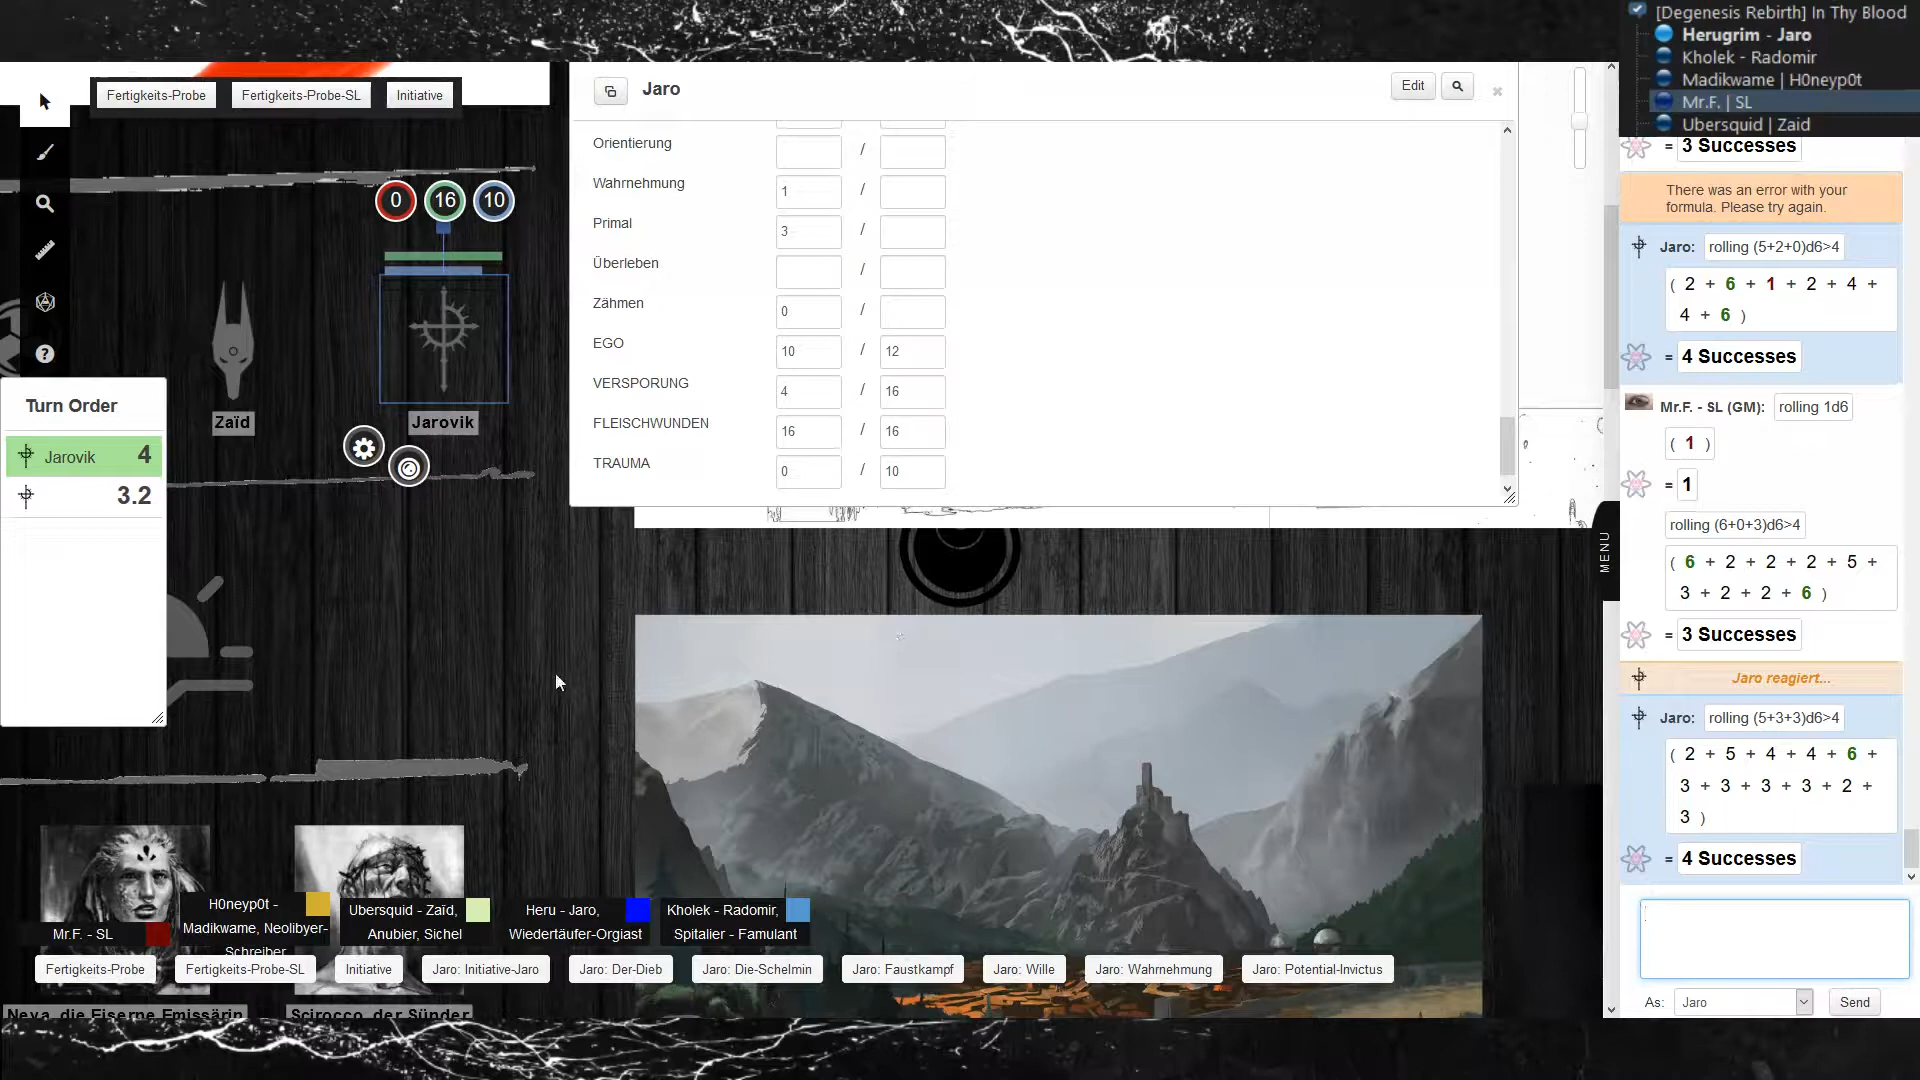 [Degenesis Rebirth] In Thy Blood
Herugrim - Jaro
Kholek - Radomir
Madikwame | H0neyp0t
Mr.F. | SL
Ubersquid | Zaid
Fertigkeits-Probe
Fertigkeits-Probe-SL
Initiative
Jaro
Edit
Orientierung /
Wahrnehmung 1 /
Primal 3 /
Überleben /
Zähmen 0 /
EGO 10 / 12
VERSPORUNG 4 / 16
FLEISCHWUNDEN 16 / 16
TRAUMA 0 / 10
0 16 10
Zaïd
Jarovik
Turn Order
Jarovik 4
3.2
MENU
= 3 Successes
There was an error with your
formula. Please try again.
Jaro: rolling (5+2+0)d6>4
( 2 + 6 + 1 + 2 + 4 +
4 + 6 )
= 4 Successes
Mr.F. - SL (GM): rolling 1d6
( 1 )
= 1
rolling (6+0+3)d6>4
( 6 + 2 + 2 + 2 + 5 +
3 + 2 + 2 + 6 )
= 3 Successes
Jaro reagiert...
Jaro: rolling (5+3+3)d6>4
( 2 + 5 + 4 + 4 + 6 +
3 + 3 + 3 + 3 + 2 +
3 )
= 4 Successes
As: Jaro
Send
Mr.F. - SL
H0neyp0t -
Madikwame, Neolibyer-
Schreiber
Ubersquid - Zaïd,
Anubier, Sichel
Heru - Jaro,
Wiedertäufer-Orgiast
Kholek - Radomir,
Spitalier - Famulant
Fertigkeits-Probe
Fertigkeits-Probe-SL
Initiative
Jaro: Initiative-Jaro
Jaro: Der-Dieb
Jaro: Die-Schelmin
Jaro: Faustkampf
Jaro: Wille
Jaro: Wahrnehmung
Jaro: Potential-Invictus
Neya, die Eiserne Emissärin
Scirocco, der Sünder